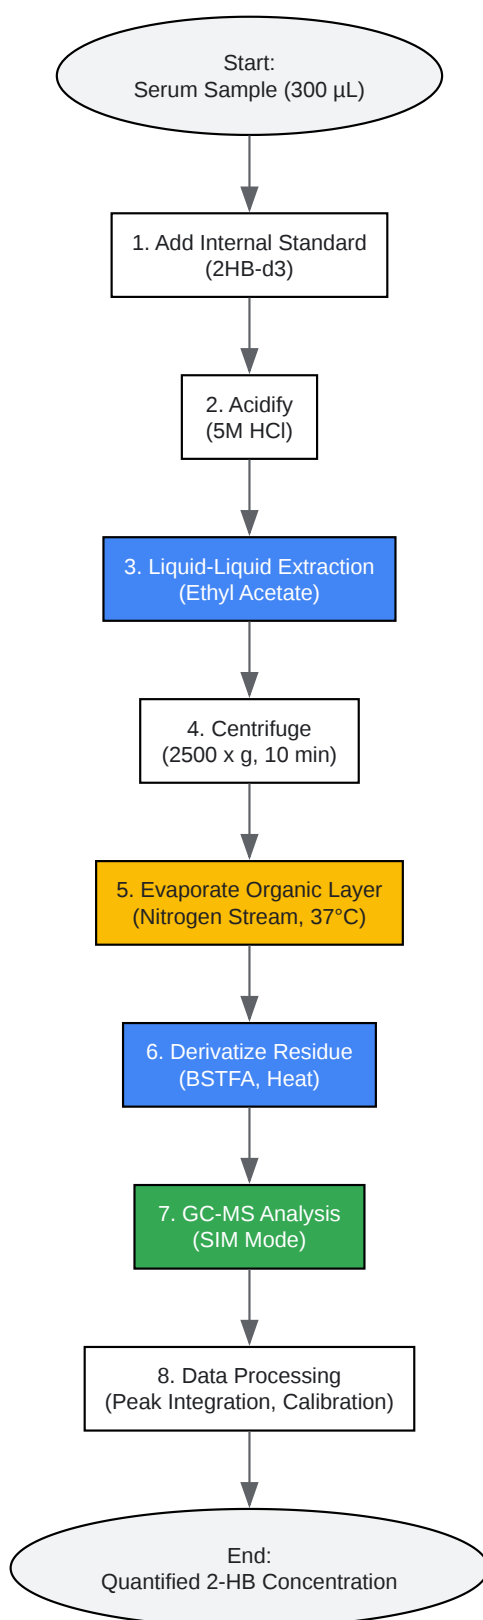 Start:
Serum Sample (300 µL)
1. Add Internal Standard
(2HB-d3)
2. Acidify
(5M HCl)
3. Liquid-Liquid Extraction
(Ethyl Acetate)
4. Centrifuge
(2500 x g, 10 min)
5. Evaporate Organic Layer
(Nitrogen Stream, 37°C)
6. Derivatize Residue
(BSTFA, Heat)
7. GC-MS Analysis
(SIM Mode)
8. Data Processing
(Peak Integration, Calibration)
End:
Quantified 2-HB Concentration